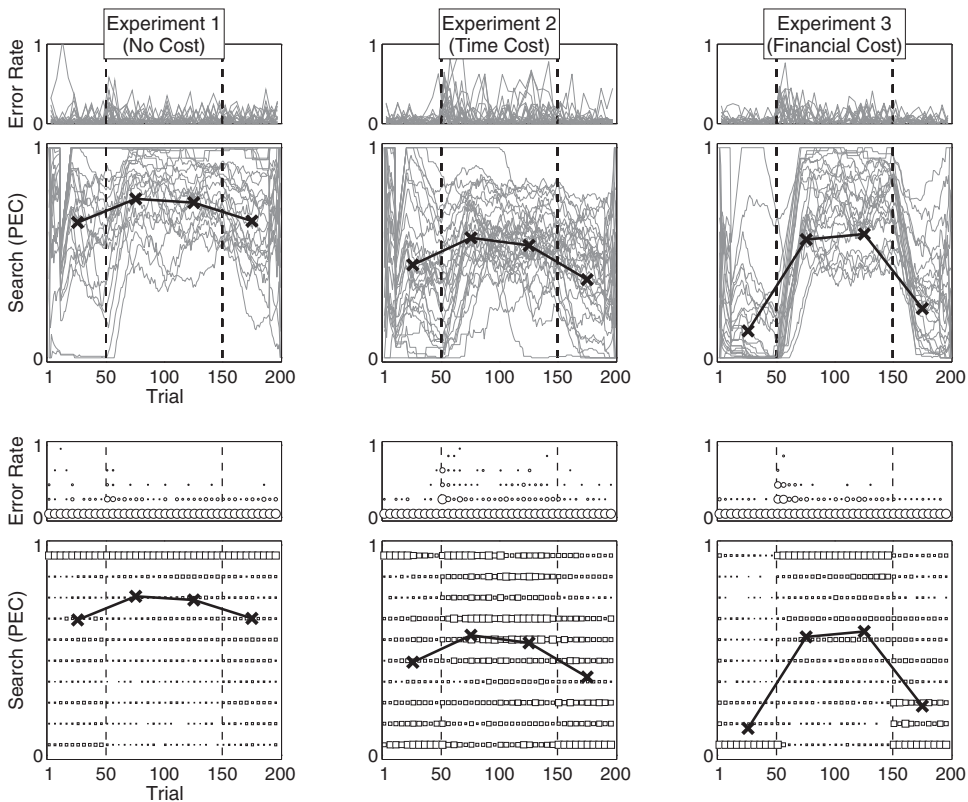 Experiment 1
(No Cost)
Experiment 2
(Time Cost)
Experiment 3
(Financial Cost)
Error Rate
1
0
1
0
1
0
Search (PEC)
1
0
1
0
1
0
1 50 100 150 200
Trial
1 50 100 150 200
1 50 100 150 200
Error Rate
1
0
1
0
1
0
Search (PEC)
1
0
1
0
1
0
1 50 100 150 200
Trial
1 50 100 150 200
1 50 100 150 200